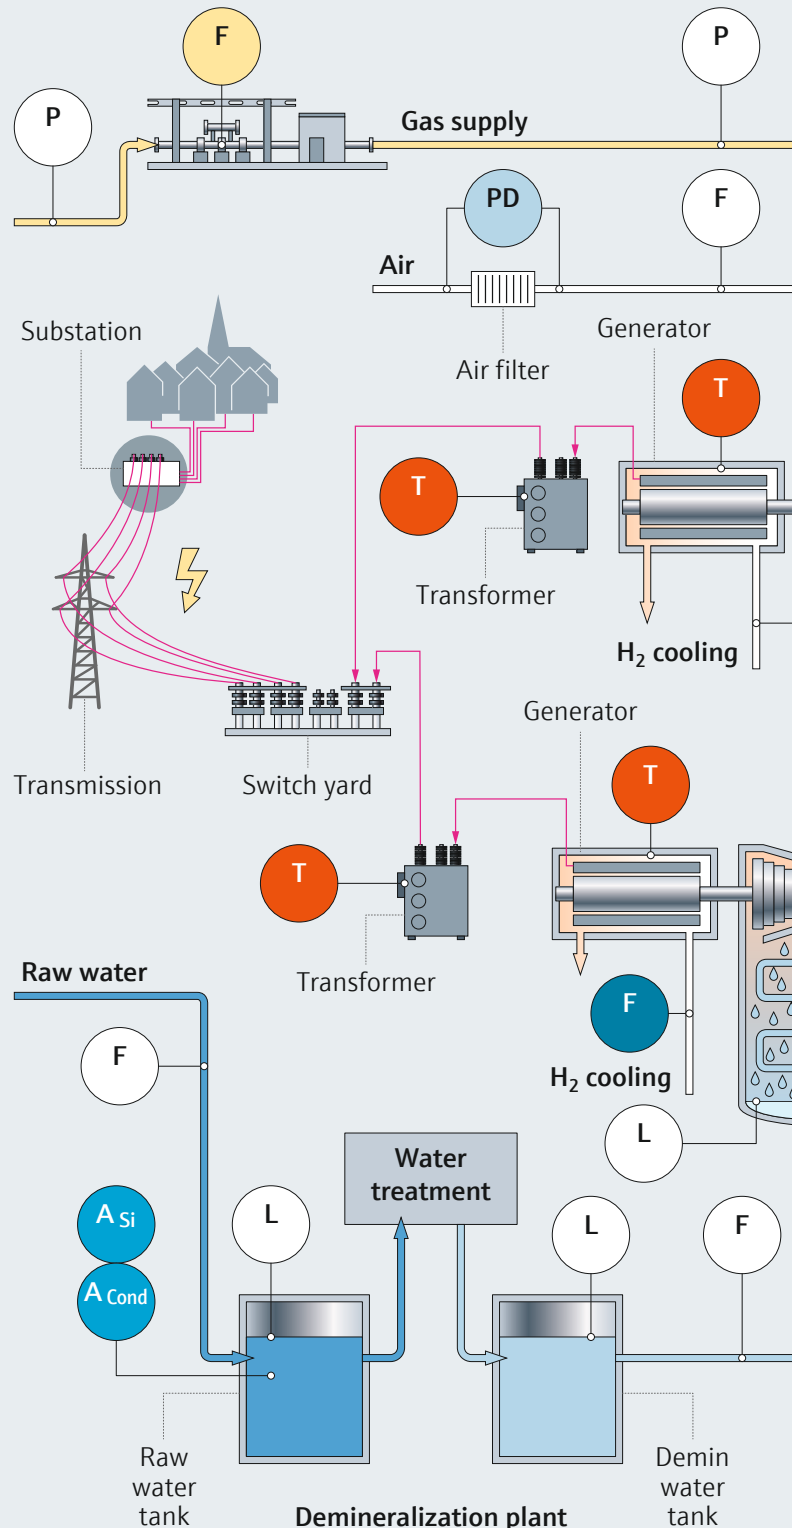 F
P
P
Gas supply
PD
F
Air
Substation
Generator
Air filter
T
T
Transformer
H₂ cooling
Generator
Transmission
Switch yard
T
T
Transformer
Raw water
F
H₂ cooling
F
L
Water
treatment
A Si
L
L
F
A Cond
Raw
water
tank
Demin
water
tank
Demineralization plant